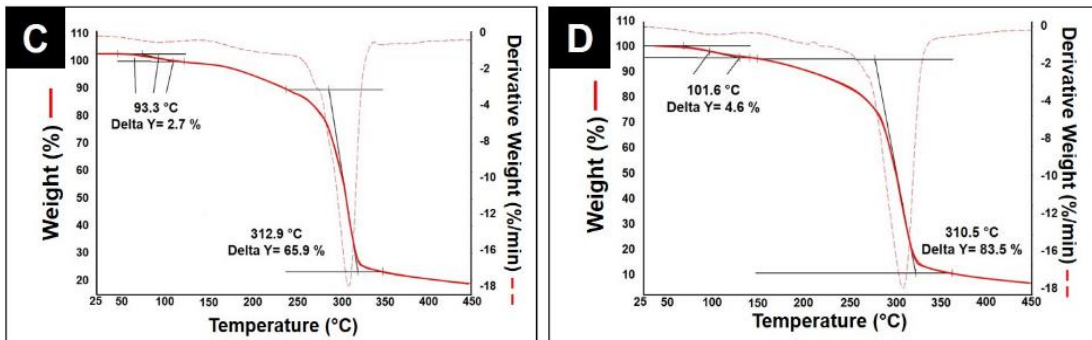 C
110
100
90
80
70
60
50
40
30
20
Weight (%)
93.3 °C
Delta Y= 2.7 %
312.9 °C
Delta Y= 65.9 %
0
-2
-4
-6
-8
-10
-12
-14
-16
-18
Derivative Weight (%/min)
25 50 100 150 200 250 300 350 400 450
Temperature (°C)
D
110
100
90
80
70
60
50
40
30
20
10
Weight (%)
101.6 °C
Delta Y= 4.6 %
310.5 °C
Delta Y= 83.5 %
0
-2
-4
-6
-8
-10
-12
-14
-16
-18
Derivative Weight (%/min)
25 50 100 150 200 250 300 350 400 450
Temperature (°C)